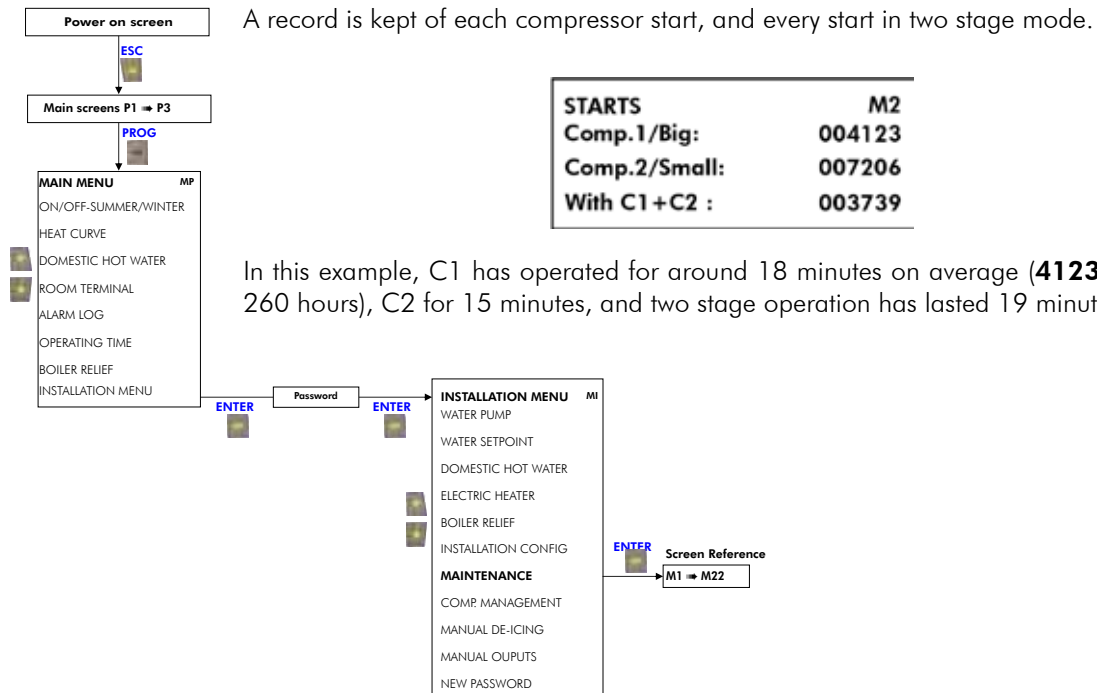 Power on screen
ESC
Main screens P1 ➠ P3
PROG
MAIN MENU MP
ON/OFF-SUMMER/WINTER
HEAT CURVE
DOMESTIC HOT WATER
ROOM TERMINAL
ALARM LOG
OPERATING TIME
BOILER RELIEF
INSTALLATION MENU
A record is kept of each compressor start, and every start in two stage mode.
STARTS M2
Comp.1/Big: 004123
Comp.2/Small: 007206
With C1+C2 : 003739
In this example, C1 has operated for around 18 minutes on average (4123
260 hours), C2 for 15 minutes, and two stage operation has lasted 19 minut
ENTER
Password
ENTER
INSTALLATION MENU MI
WATER PUMP
WATER SETPOINT
DOMESTIC HOT WATER
ELECTRIC HEATER
BOILER RELIEF
INSTALLATION CONFIG
MAINTENANCE
COMP. MANAGEMENT
MANUAL DE-ICING
MANUAL OUPUTS
NEW PASSWORD
ENTER
Screen Reference
M1 ➠ M22